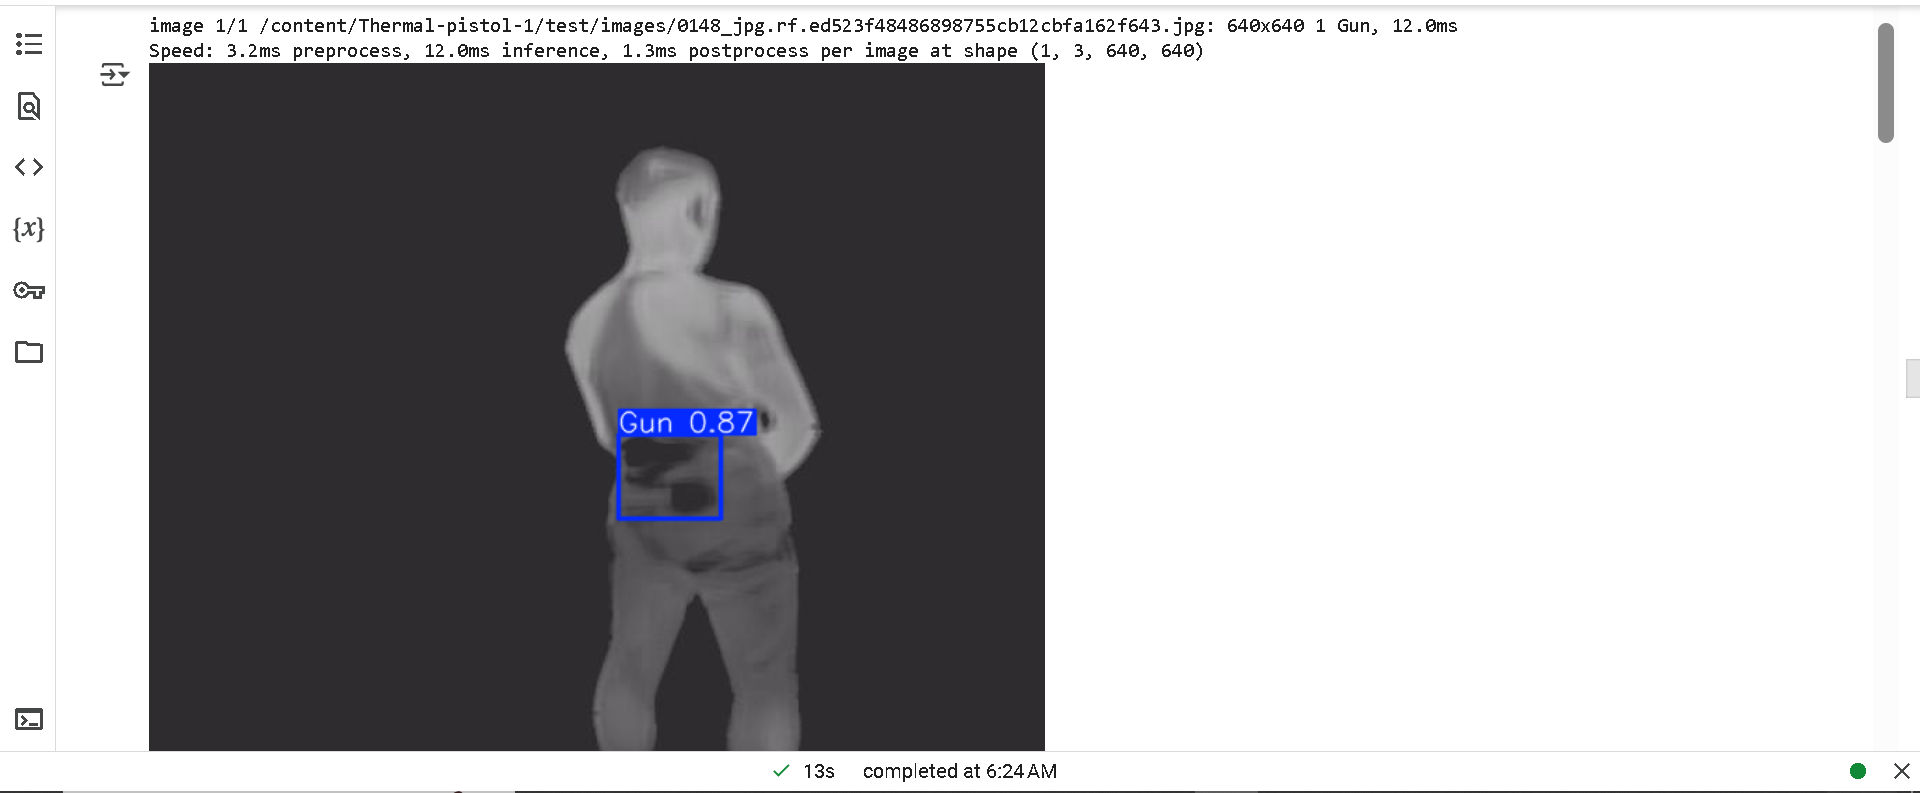 image 1/1 /content/Thermal-pistol-1/test/images/0148_jpg.rf.ed523f48486898755cb12cbfa162f643.jpg: 640x640 1 Gun, 12.0ms
Speed: 3.2ms preprocess, 12.0ms inference, 1.3ms postprocess per image at shape (1, 3, 640, 640)
{x}
Gun 0.87
13s completed at 6:24 AM